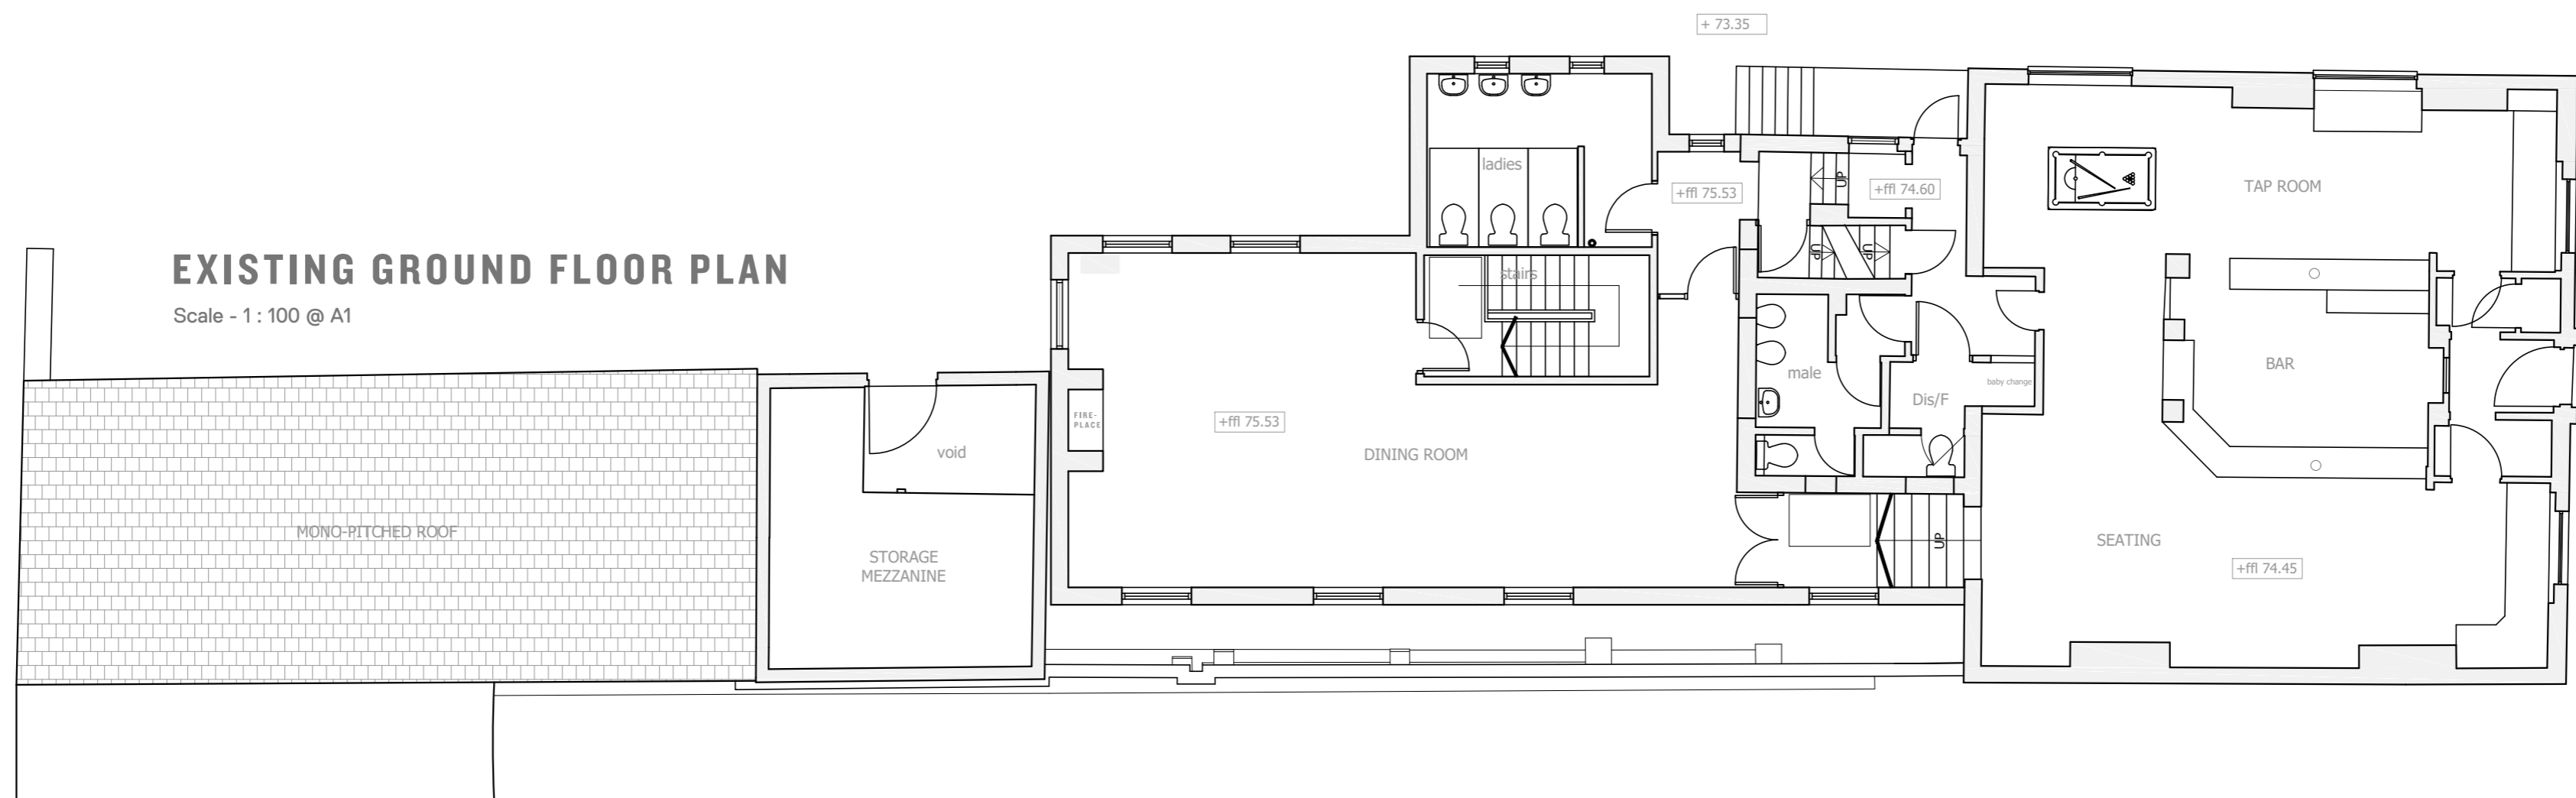 + 73.35
EXISTING GROUND FLOOR PLAN
Scale - 1 : 100 @ A1
ladies
+ffl 75.53
UP
+ffl 74.60
TAP ROOM
stairs
UP
UP
BAR
male
baby change
Dis/F
FIRE-
PLACE
+ffl 75.53
void
DINING ROOM
MONO-PITCHED ROOF
STORAGE
MEZZANINE
UP
SEATING
+ffl 74.45